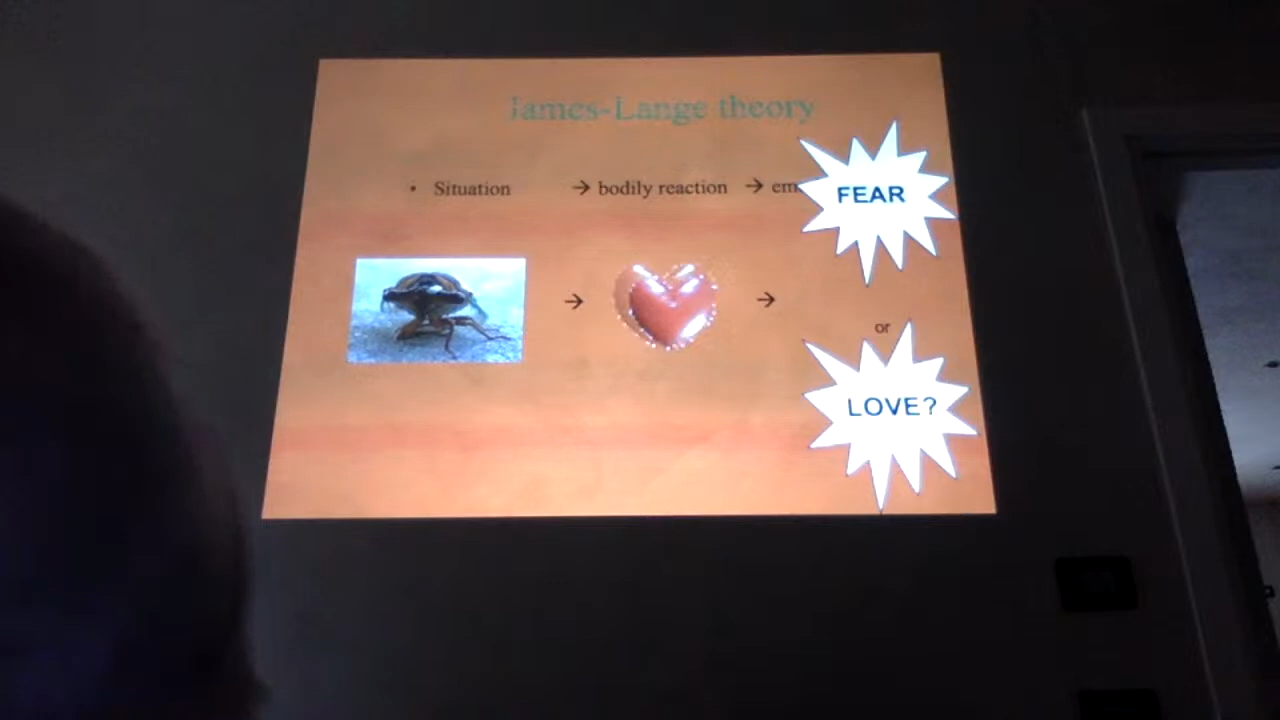 James-Lange theory
• Situation → bodily reaction → em
FEAR
→ →
or
LOVE?